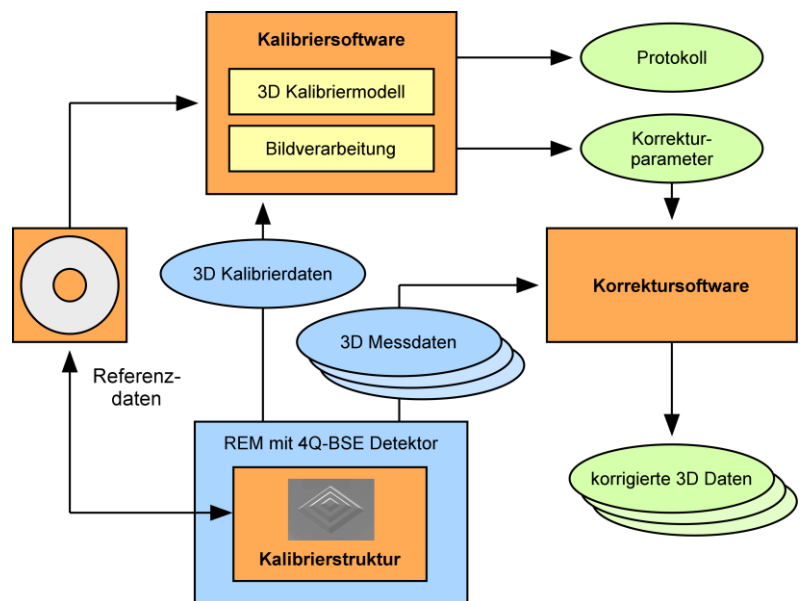 Kalibriersoftware
3D Kalibriermodell
Bildverarbeitung
Protokoll
Korrektur-
parameter
3D Kalibrierdaten
Korrektursoftware
3D Messdaten
Referenz-
daten
REM mit 4Q-BSE Detektor
Kalibrierstruktur
korrigierte 3D Daten